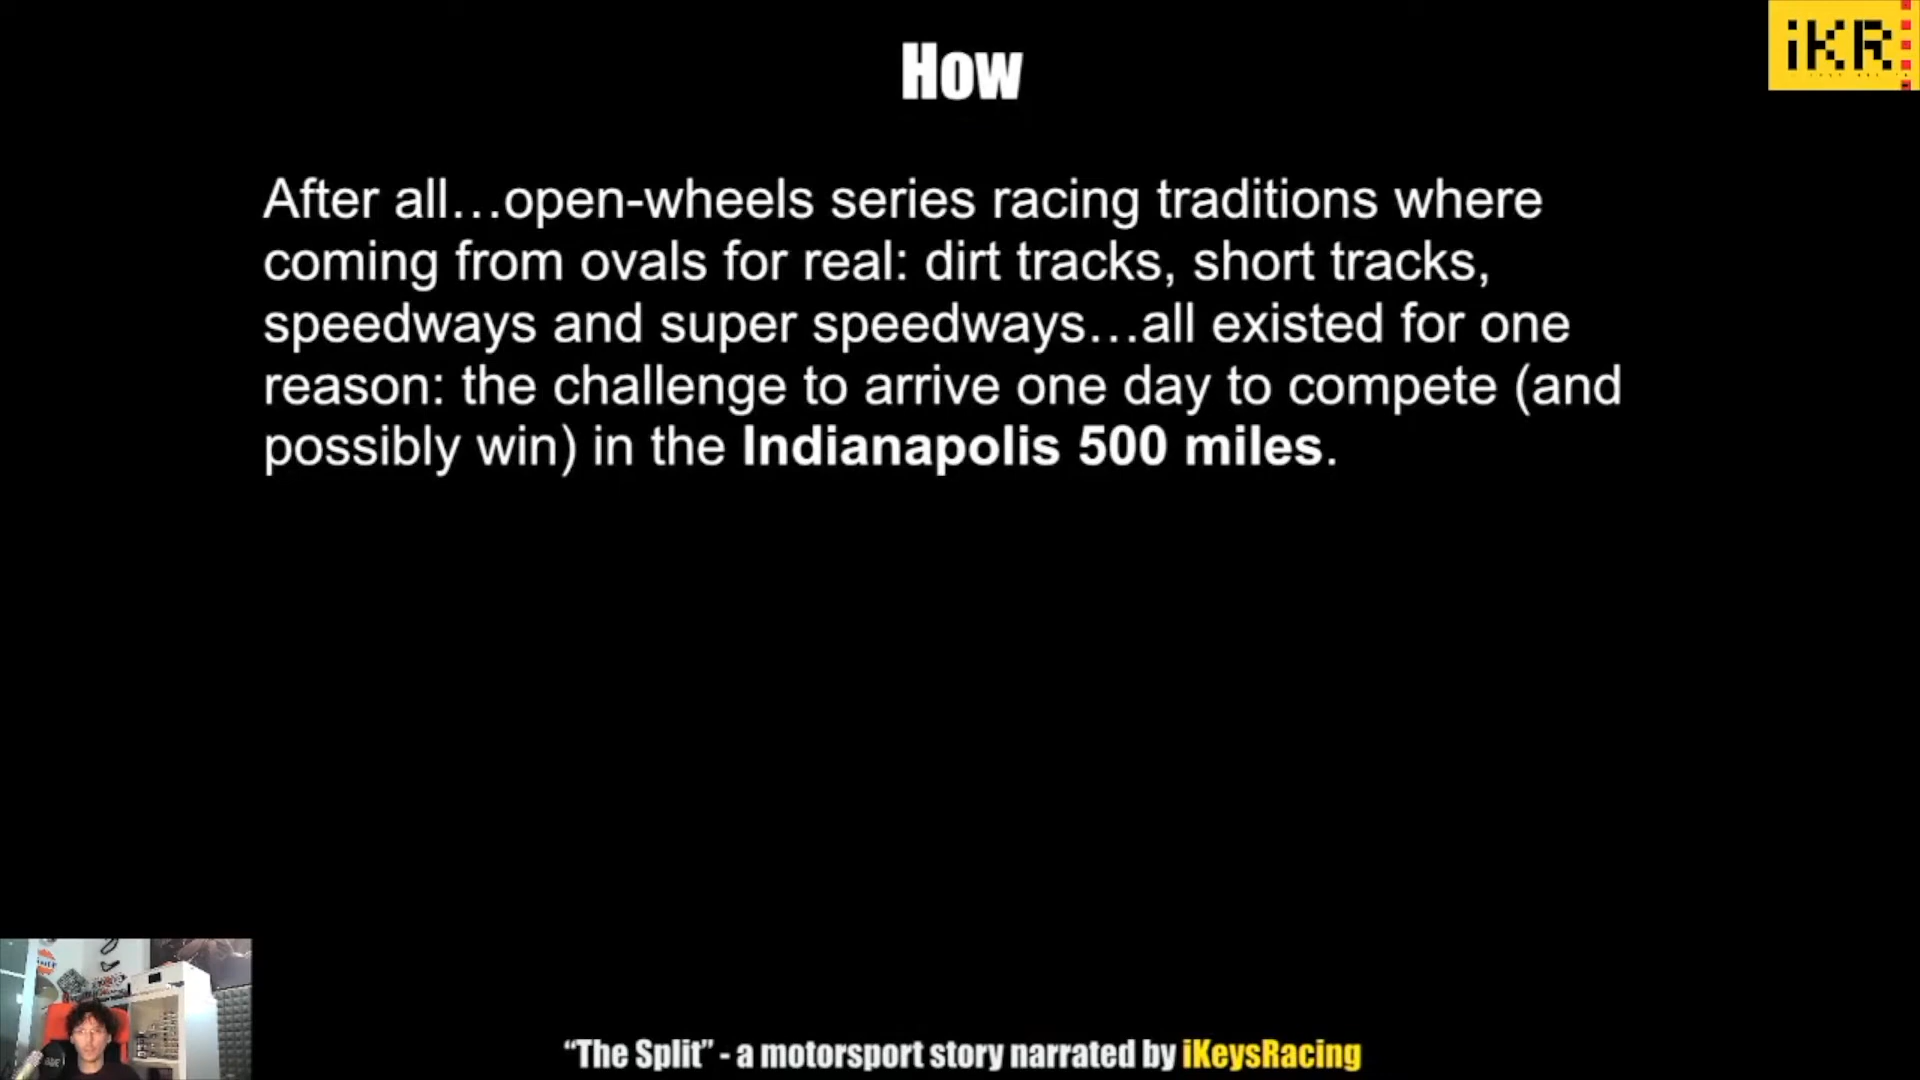 How
iKR
After all…open-wheels series racing traditions where
coming from ovals for real: dirt tracks, short tracks,
speedways and super speedways…all existed for one
reason: the challenge to arrive one day to compete (and
possibly win) in the Indianapolis 500 miles.
“The Split” - a motorsport story narrated by iKeysRacing